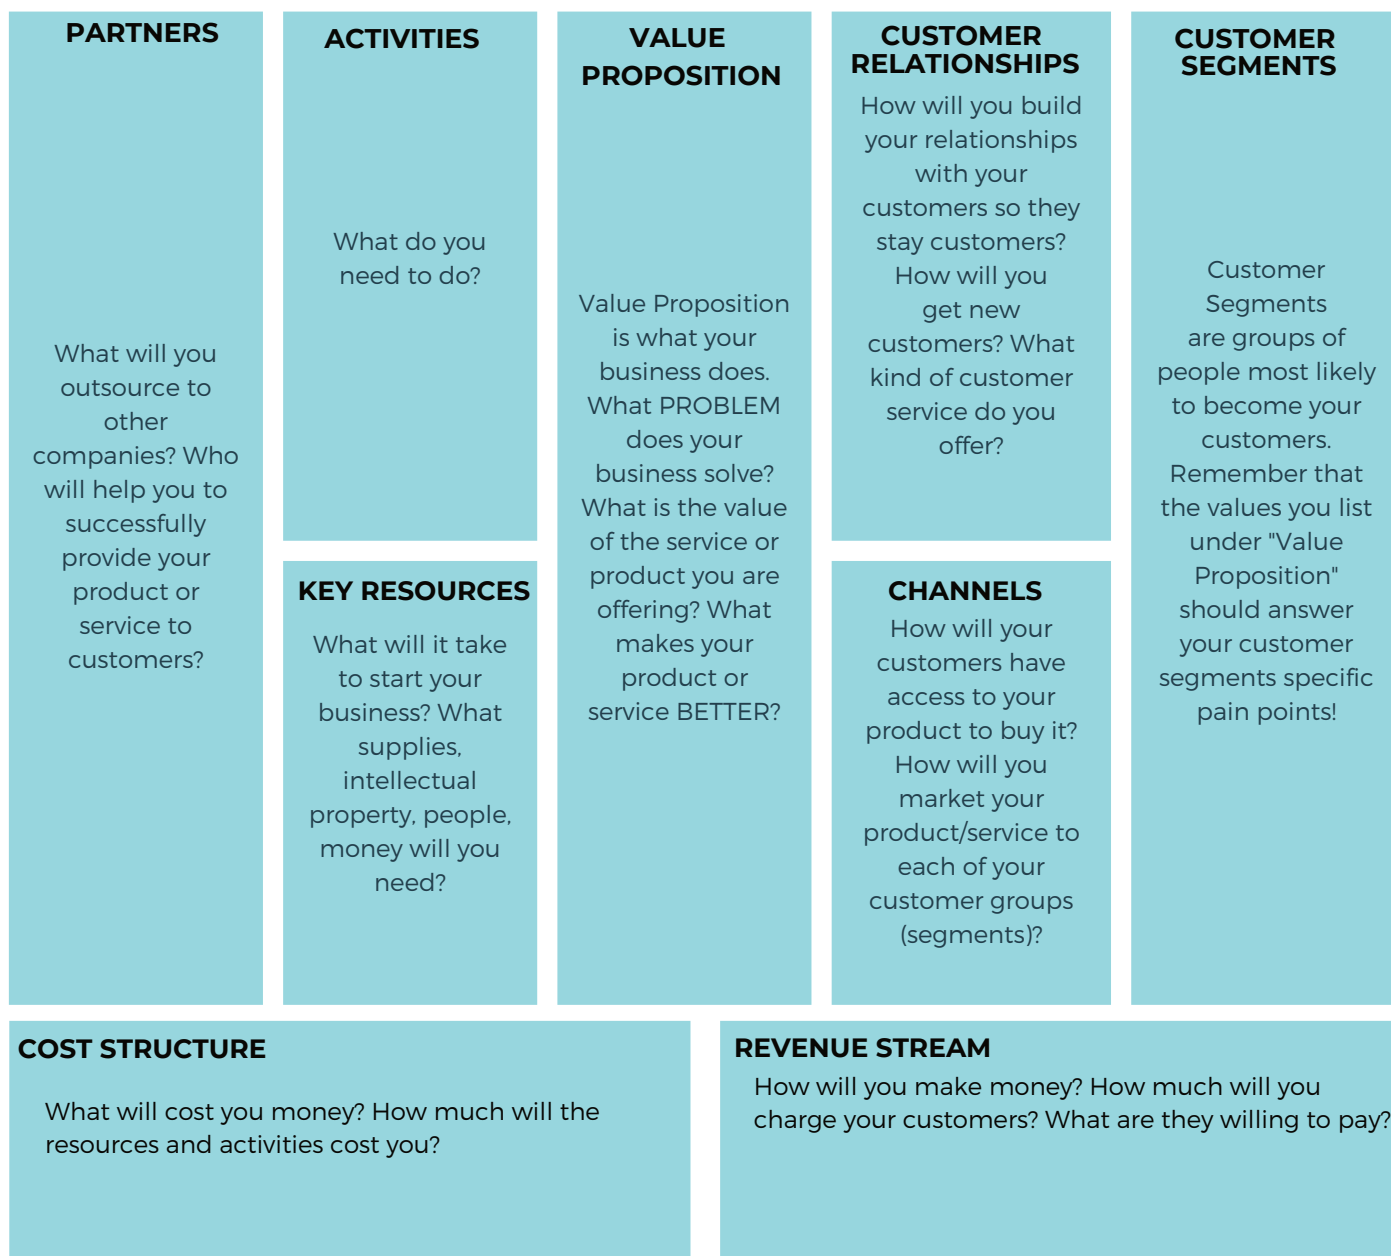 PARTNERS
What will you
outsource to
other
companies? Who
will help you to
successfully
provide your
product or
service to
customers?
ACTIVITIES
What do you
need to do?
KEY RESOURCES
What will it take
to start your
business? What
supplies,
intellectual
property, people,
money will you
need?
VALUE
PROPOSITION
Value Proposition
is what your
business does.
What PROBLEM
does your
business solve?
What is the value
of the service or
product you are
offering? What
makes your
product or
service BETTER?
CUSTOMER
RELATIONSHIPS
How will you build
your relationships
with your
customers so they
stay customers?
How will you
get new
customers? What
kind of customer
service do you
offer?
CHANNELS
How will your
customers have
access to your
product to buy it?
How will you
market your
product/service to
each of your
customer groups
(segments)?
CUSTOMER
SEGMENTS
Customer
Segments
are groups of
people most likely
to become your
customers.
Remember that
the values you list
under "Value
Proposition"
should answer
your customer
segments specific
pain points!
COST STRUCTURE
What will cost you money? How much will the
resources and activities cost you?
REVENUE STREAM
How will you make money? How much will you
charge your customers? What are they willing to pay?